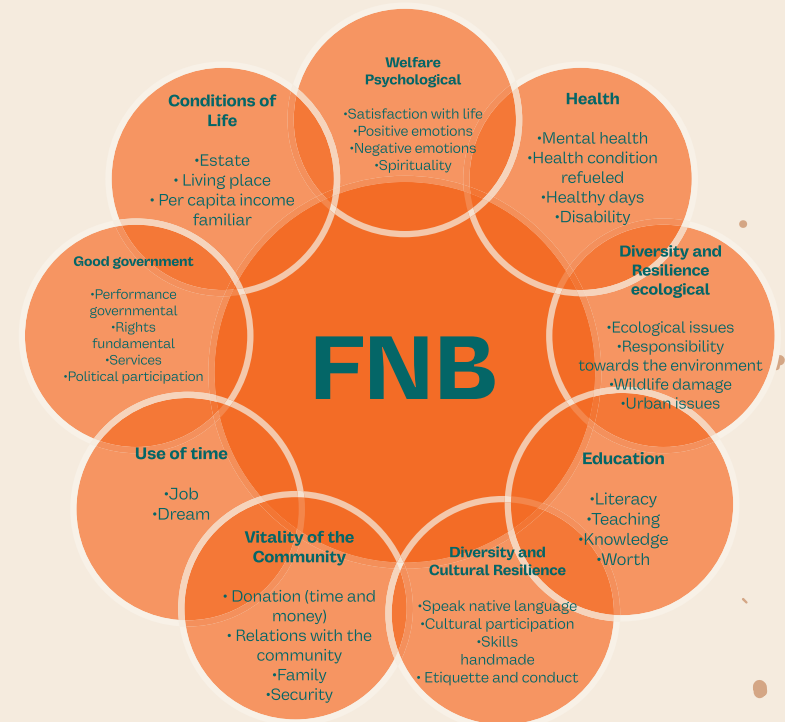 Welfare
Psychological
•Satisfaction with life
•Positive emotions
•Negative emotions
•Spirituality
Health
•Mental health
•Health condition
refueled
•Healthy days
•Disability
Diversity and
Resilience
ecological
•Ecological issues
•Responsibility
towards the environment
•Wildlife damage
•Urban issues
Education
•Literacy
•Teaching
•Knowledge
•Worth
Diversity and
Cultural Resilience
•Speak native language
•Cultural participation
•Skills
handmade
• Etiquette and conduct
Vitality of the
Community
• Donation (time and
money)
• Relations with the
community
•Family
•Security
Use of time
•Job
•Dream
Good government
•Performance
governmental
•Rights
fundamental
•Services
•Political participation
Conditions of
Life
•Estate
• Living place
• Per capita income
familiar
FNB